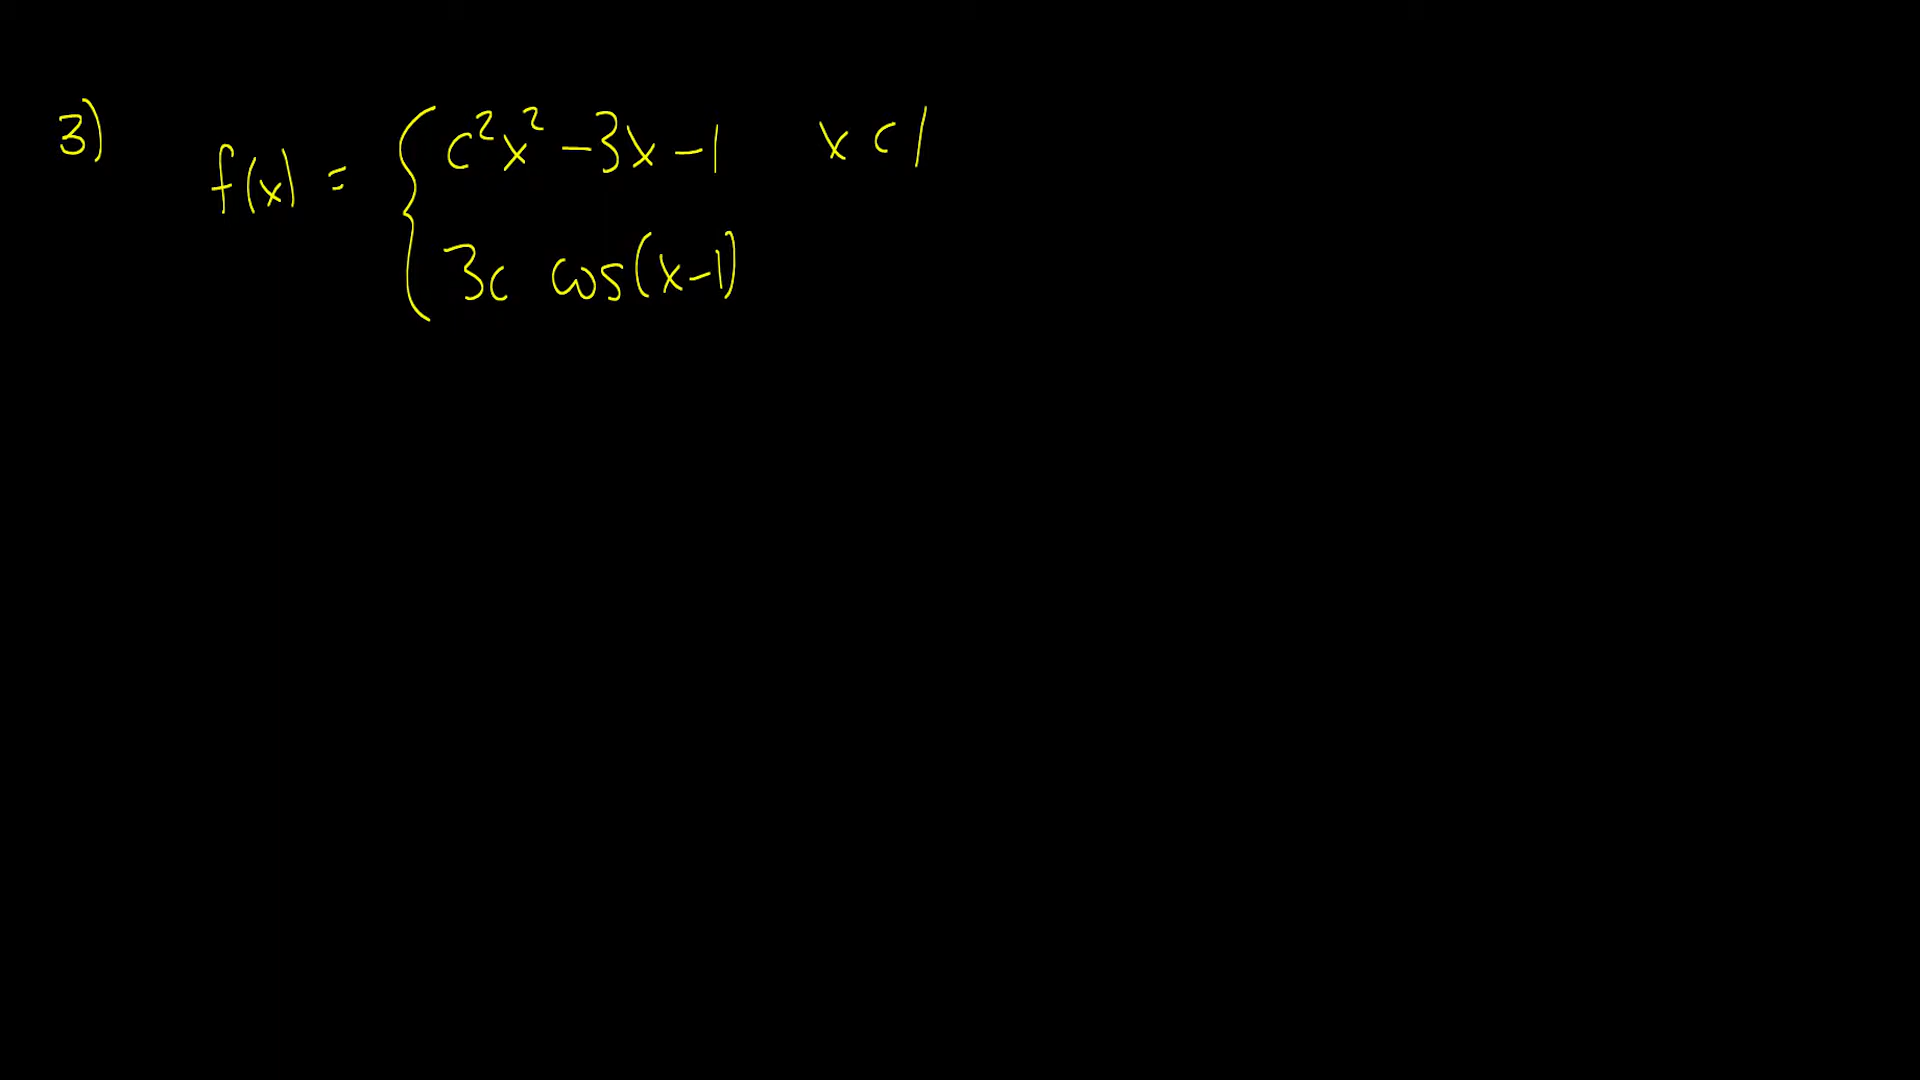 3) f(x) = { c²x² - 3x - 1    x < 1
3c cos(x-1)